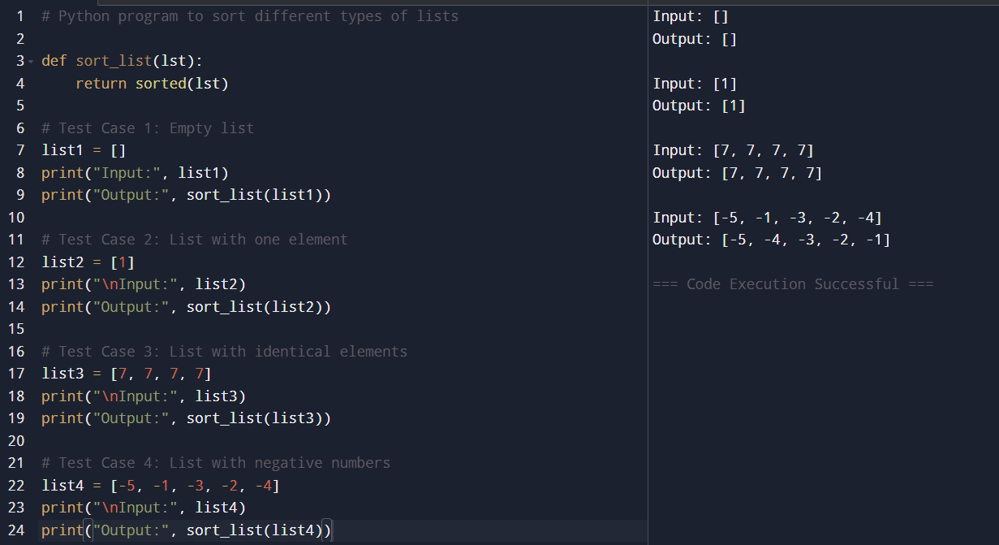 1 # Python program to sort different types of lists
2
3 def sort_list(lst):
4     return sorted(lst)
5
6 # Test Case 1: Empty list
7 list1 = []
8 print("Input:", list1)
9 print("Output:", sort_list(list1))
10
11 # Test Case 2: List with one element
12 list2 = [1]
13 print("\nInput:", list2)
14 print("Output:", sort_list(list2))
15
16 # Test Case 3: List with identical elements
17 list3 = [7, 7, 7, 7]
18 print("\nInput:", list3)
19 print("Output:", sort_list(list3))
20
21 # Test Case 4: List with negative numbers
22 list4 = [-5, -1, -3, -2, -4]
23 print("\nInput:", list4)
24 print("Output:", sort_list(list4))
Input: []
Output: []

Input: [1]
Output: [1]

Input: [7, 7, 7, 7]
Output: [7, 7, 7, 7]

Input: [-5, -1, -3, -2, -4]
Output: [-5, -4, -3, -2, -1]

=== Code Execution Successful ===